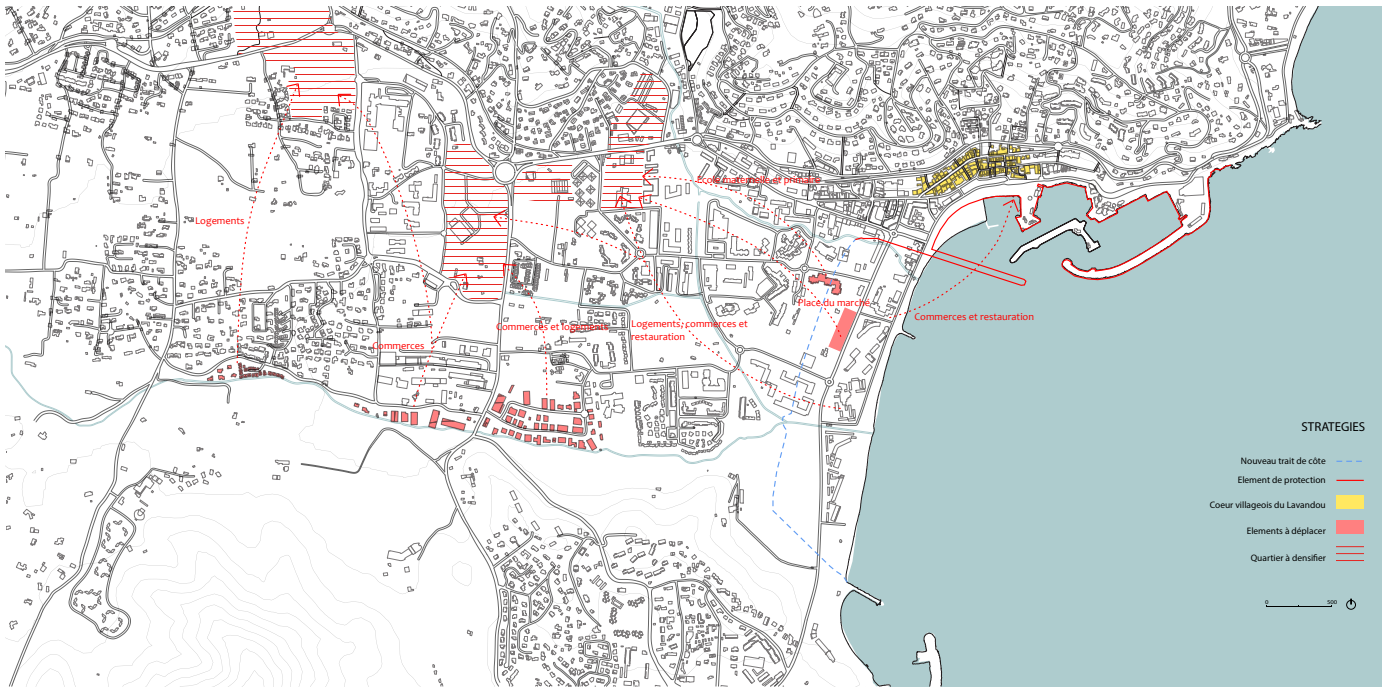 Ecole maternelle et primaire
Logements
Place du marché
Commerces et restauration
Commerces et logements
Logements, commerces et
restauration
Commerces
STRATEGIES
Nouveau trait de côte
Element de protection
Coeur villageois du Lavandou
Elements à déplacer
Quartier à densifier
0 500